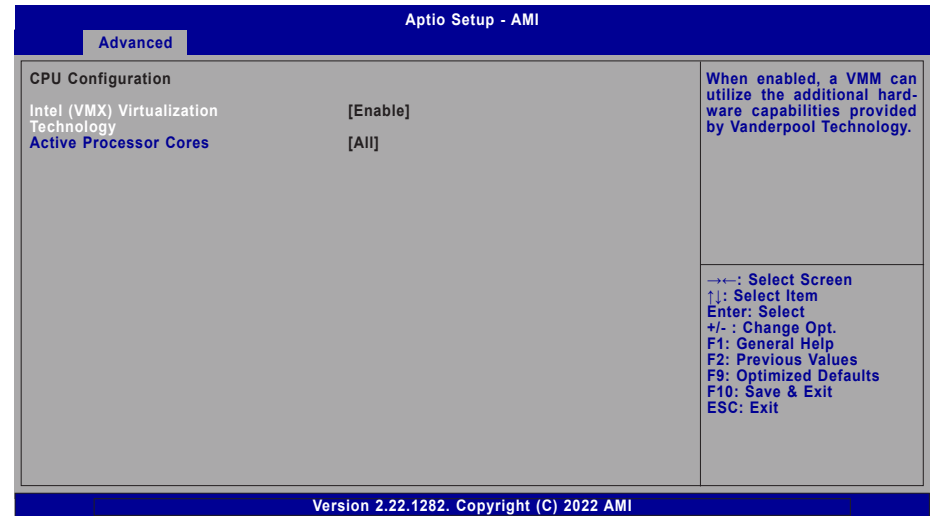 Aptio Setup - AMI
Advanced
CPU Configuration
Intel (VMX) Virtualization
Technology
[Enable]
Active Processor Cores
[All]
When enabled, a VMM can
utilize the additional hard-
ware capabilities provided
by Vanderpool Technology.
→←: Select Screen
↑↓: Select Item
Enter: Select
+/- : Change Opt.
F1: General Help
F2: Previous Values
F9: Optimized Defaults
F10: Save & Exit
ESC: Exit
Version 2.22.1282. Copyright (C) 2022 AMI